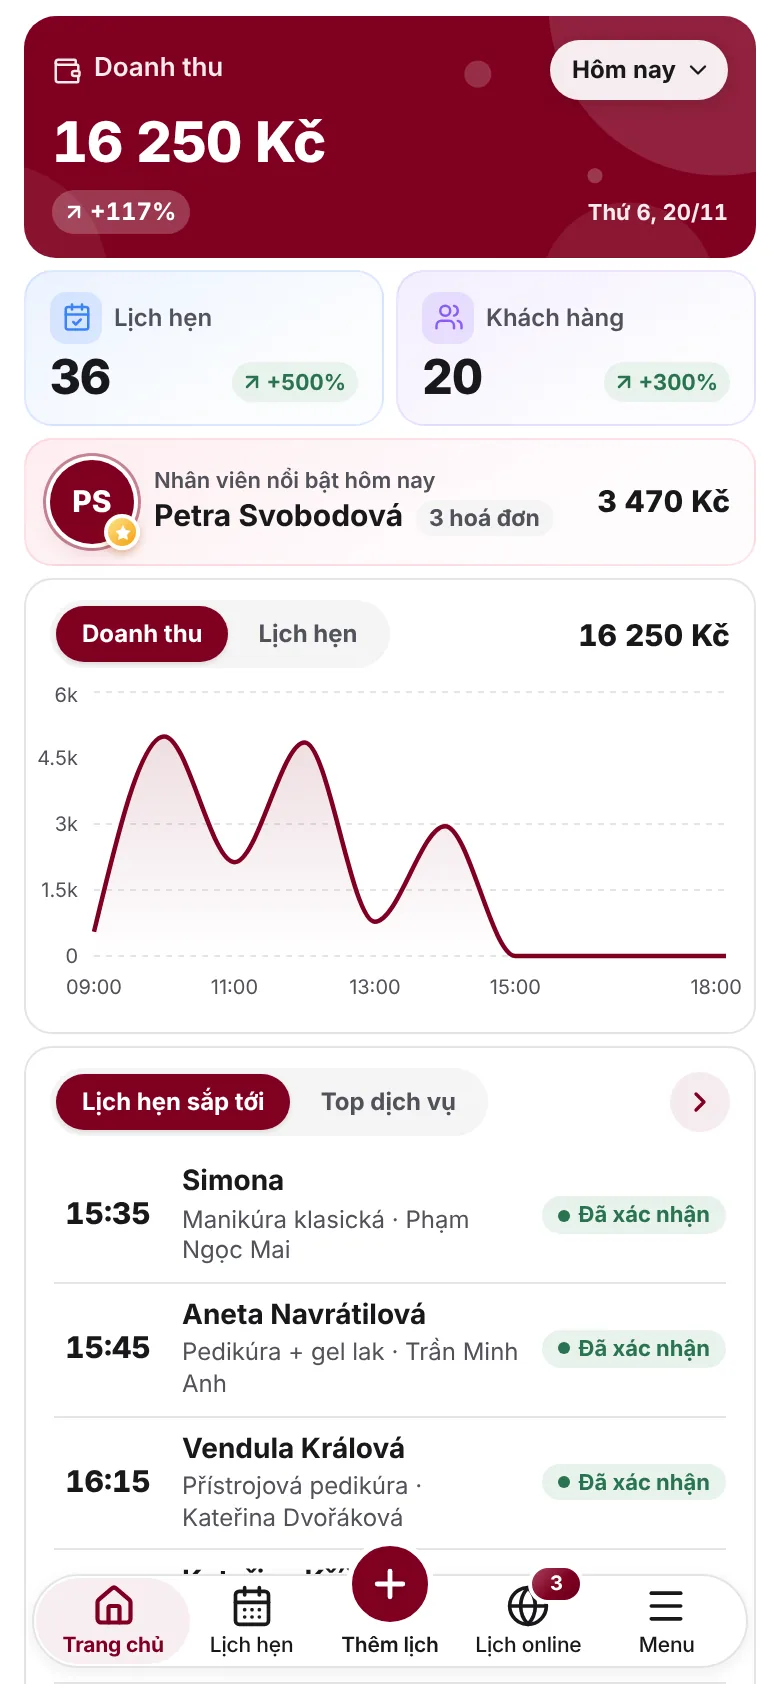 Doanh thu
Hôm nay
16 250 Kč
+117%
Thứ 6, 20/11
Lịch hẹn
36
+500%
Khách hàng
20
+300%
PS
Nhân viên nổi bật hôm nay
Petra Svobodová
3 hoá đơn
3 470 Kč
Doanh thu
Lịch hẹn
16 250 Kč
6k
4.5k
3k
1.5k
0
09:00
11:00
13:00
15:00
18:00
Lịch hẹn sắp tới
Top dịch vụ
15:35
Simona
Manikúra klasická · Phạm
Ngọc Mai
Đã xác nhận
15:45
Aneta Navrátilová
Pedikúra + gel lak · Trần Minh
Anh
Đã xác nhận
16:15
Vendula Králová
Přístrojová pedikúra ·
Kateřina Dvořáková
Đã xác nhận
3
Trang chủ
Lịch hẹn
Thêm lịch
Lịch online
Menu